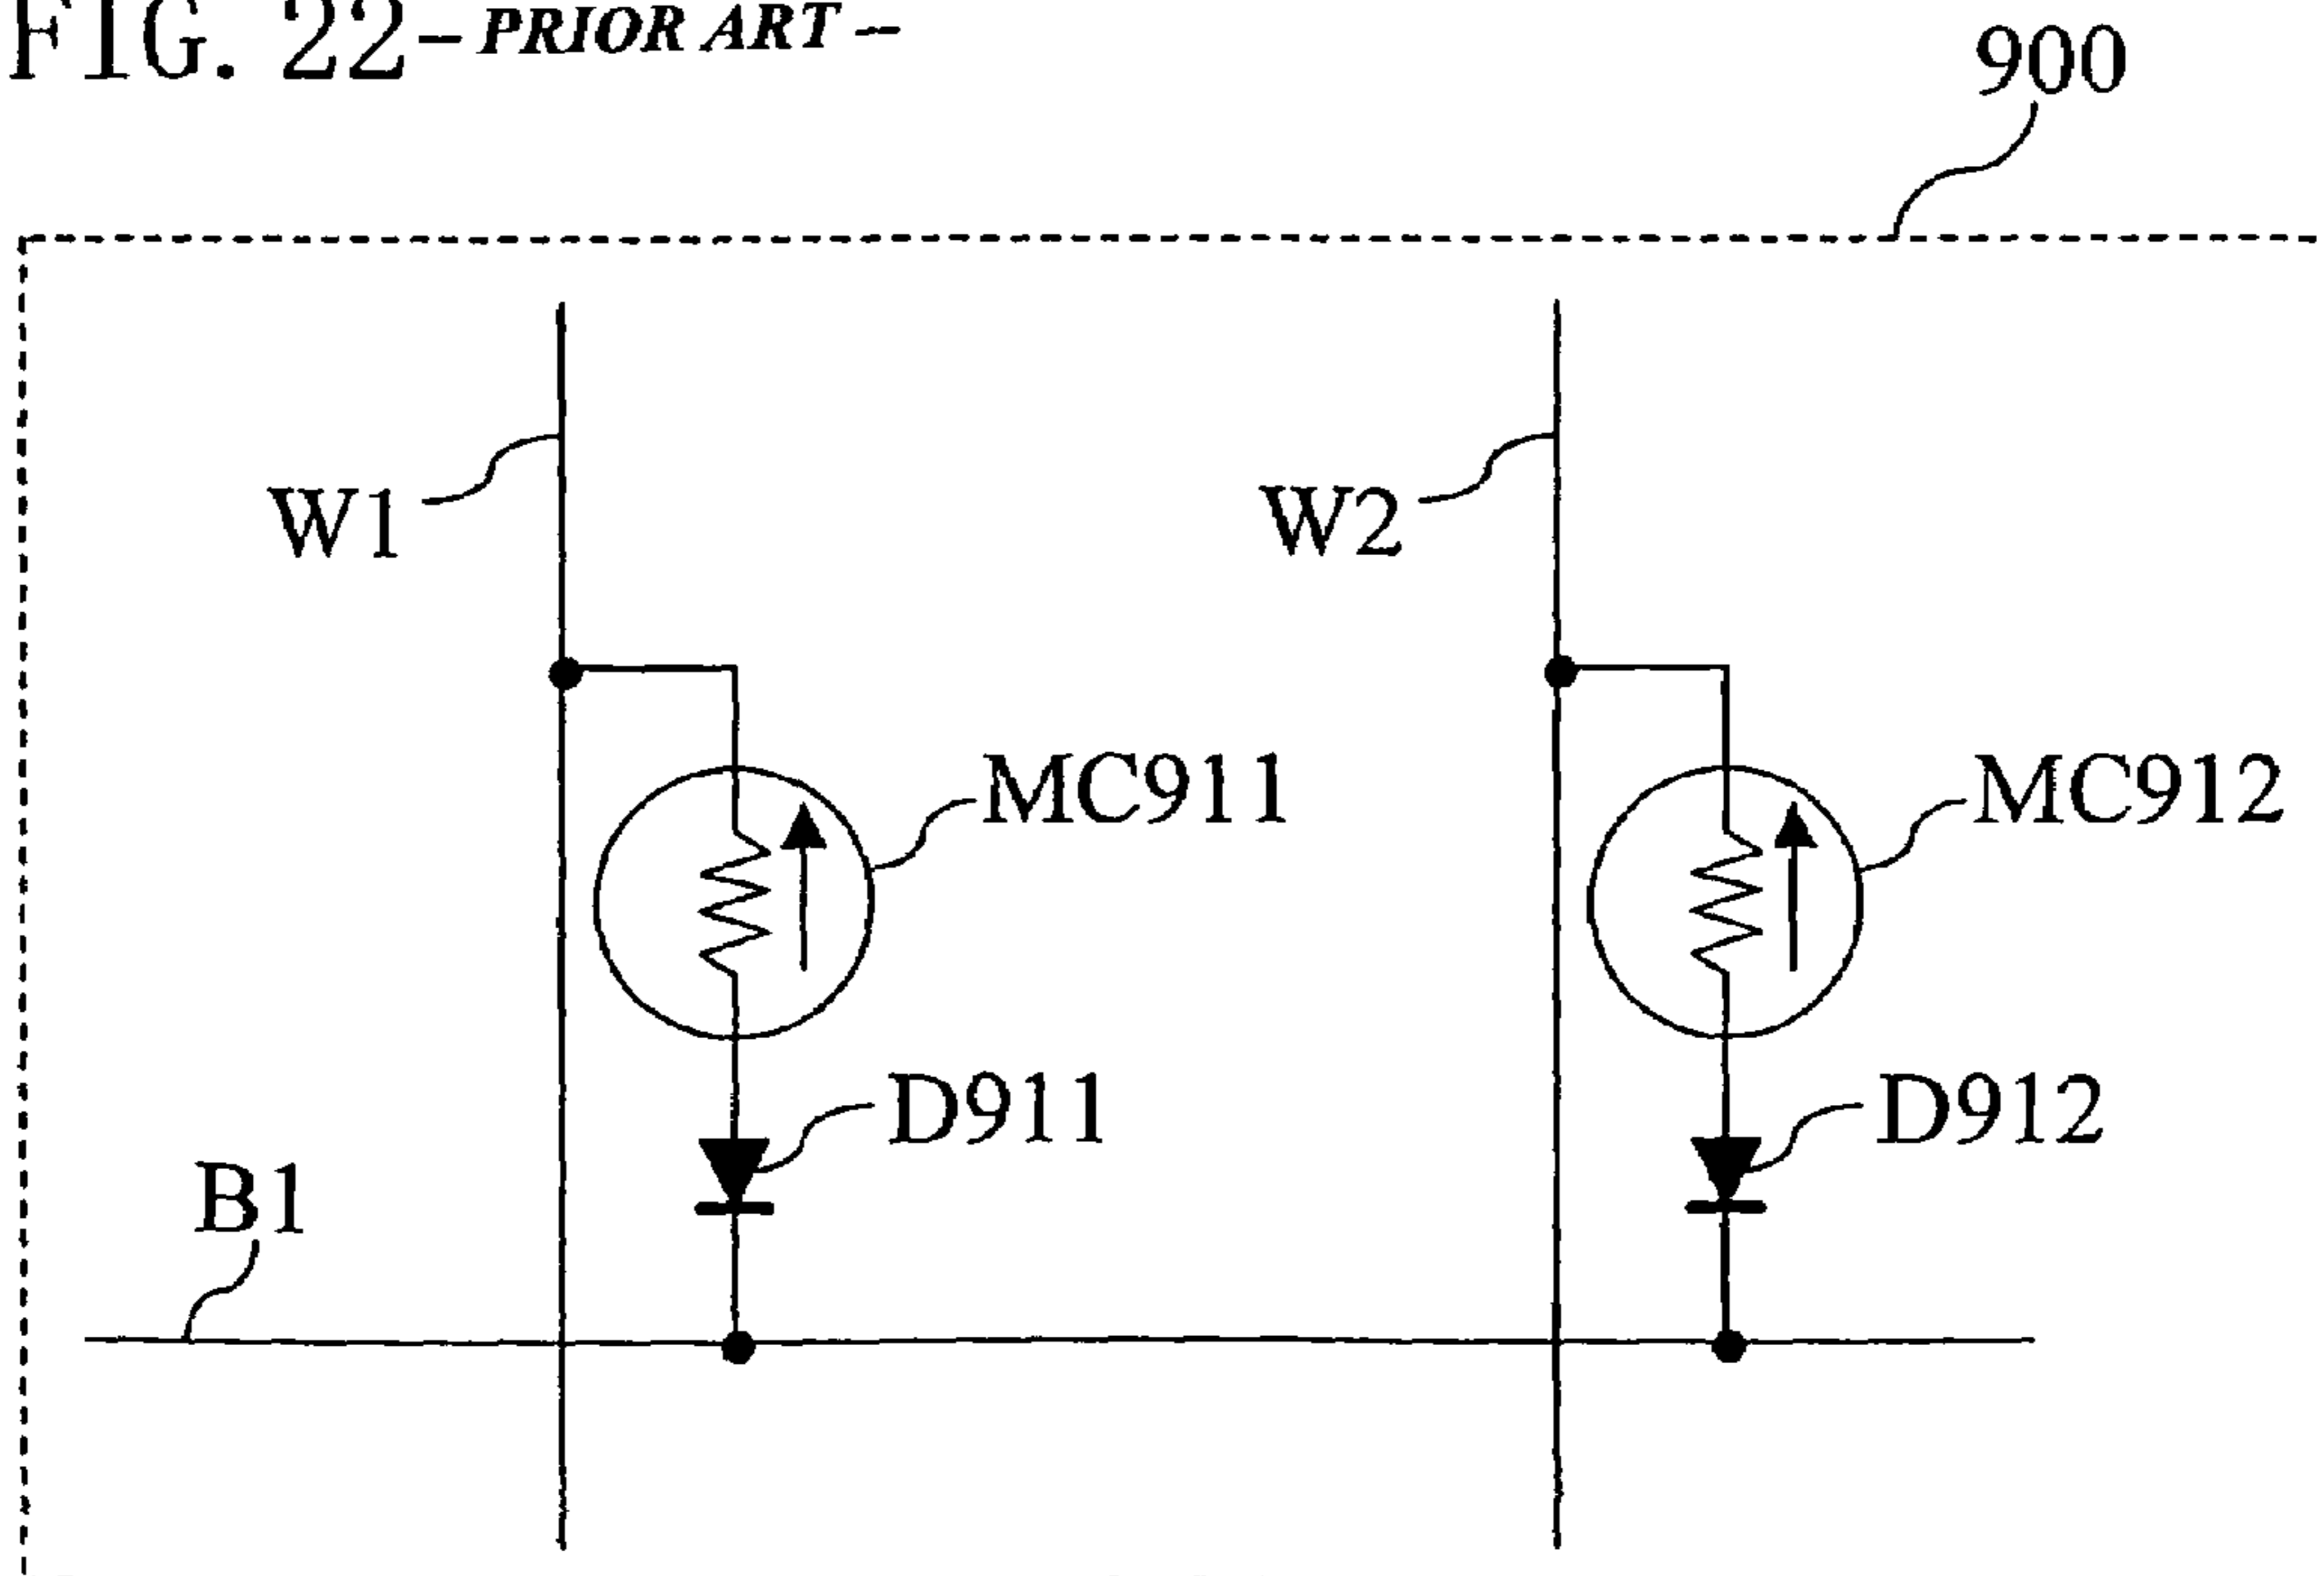 FIG. 22-PRIOR ART-
900
W1
W2
MC911
MC912
D911
D912
B1